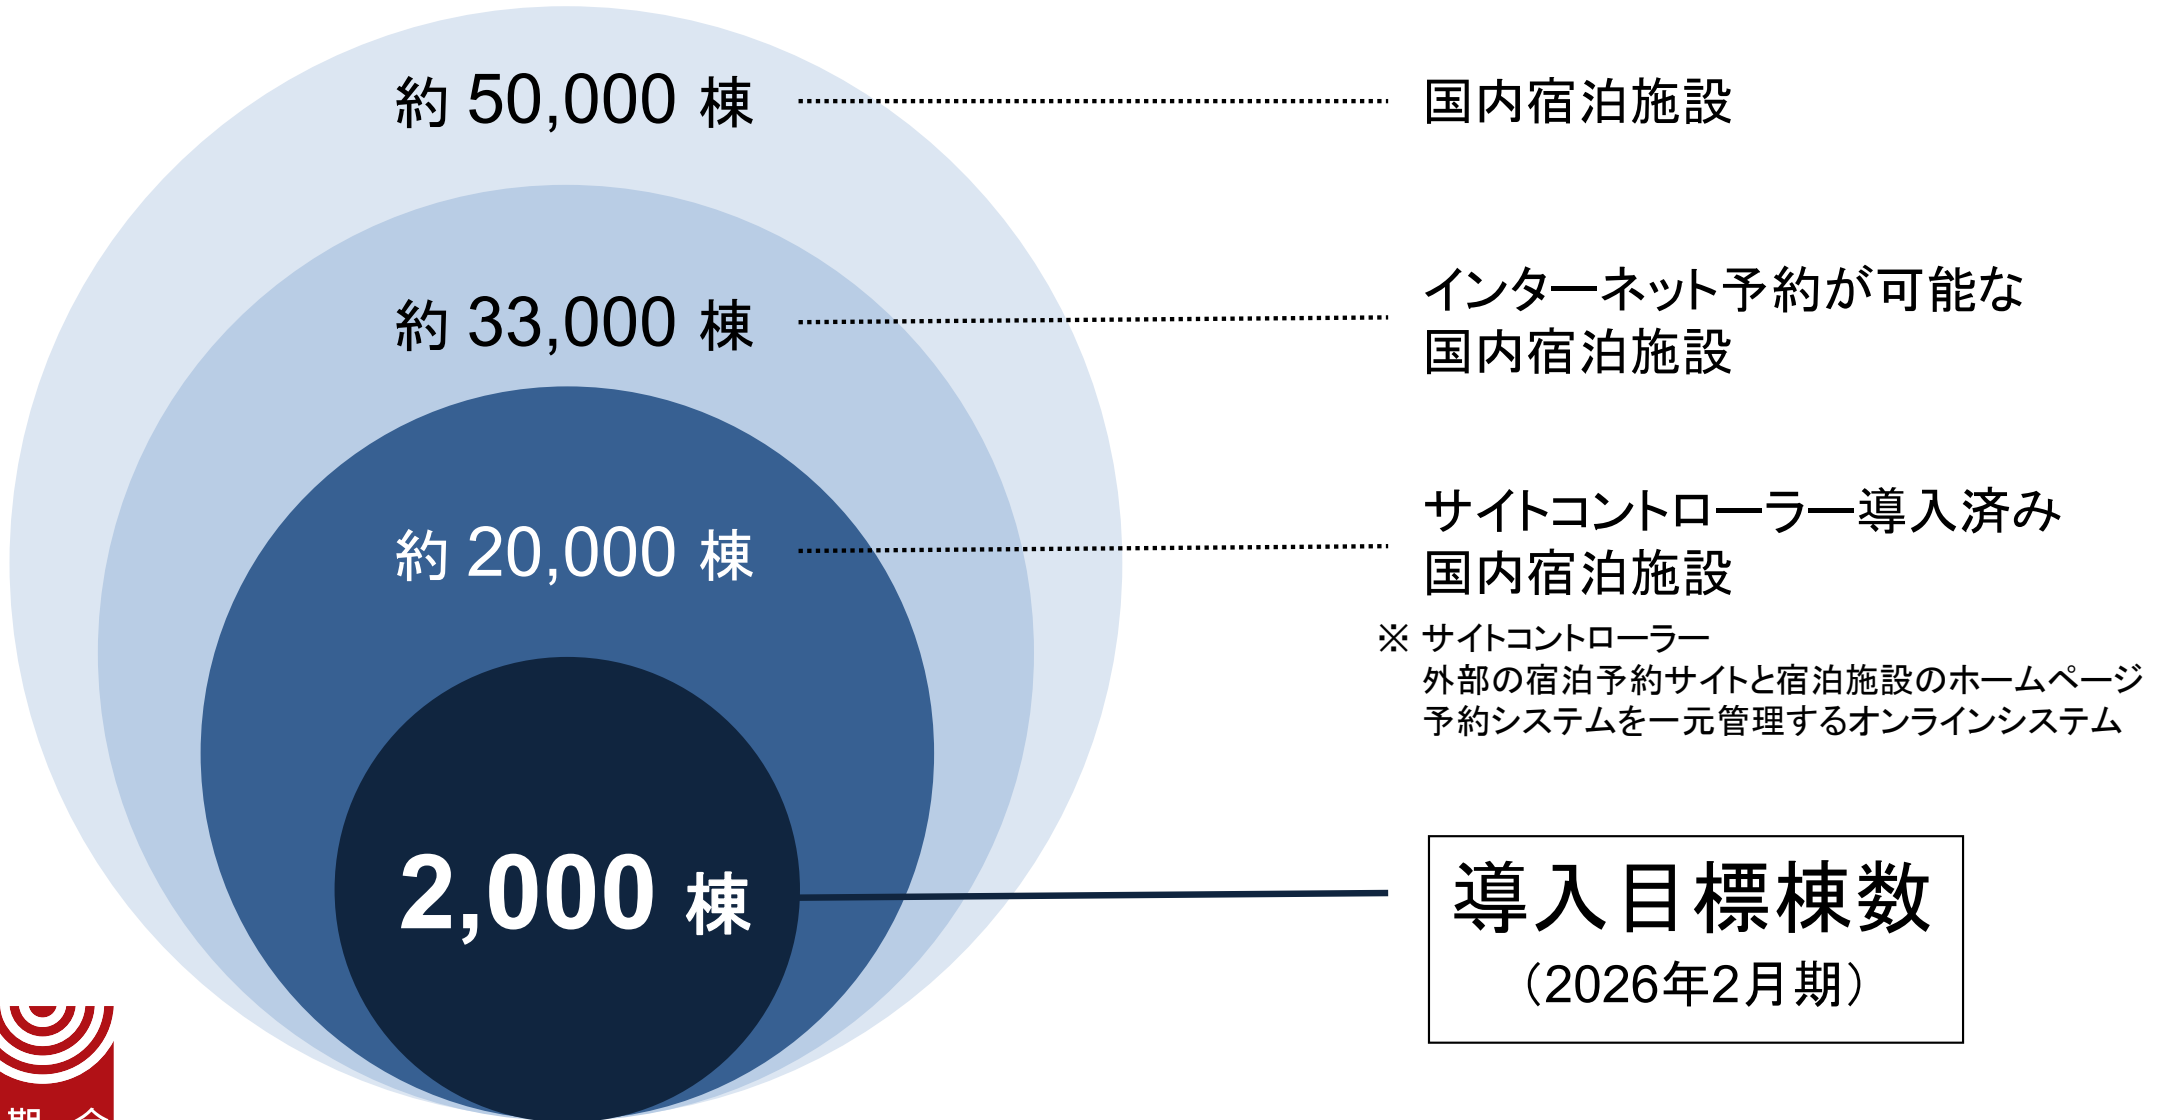 約 50,000 棟
国内宿泊施設
約 33,000 棟
インターネット予約が可能な
国内宿泊施設
約 20,000 棟
サイトコントローラー導入済み
国内宿泊施設
※ サイトコントローラー
外部の宿泊予約サイトと宿泊施設のホームページ
予約システムを一元管理するオンラインシステム
2,000 棟
導入目標棟数
（2026年2月期）